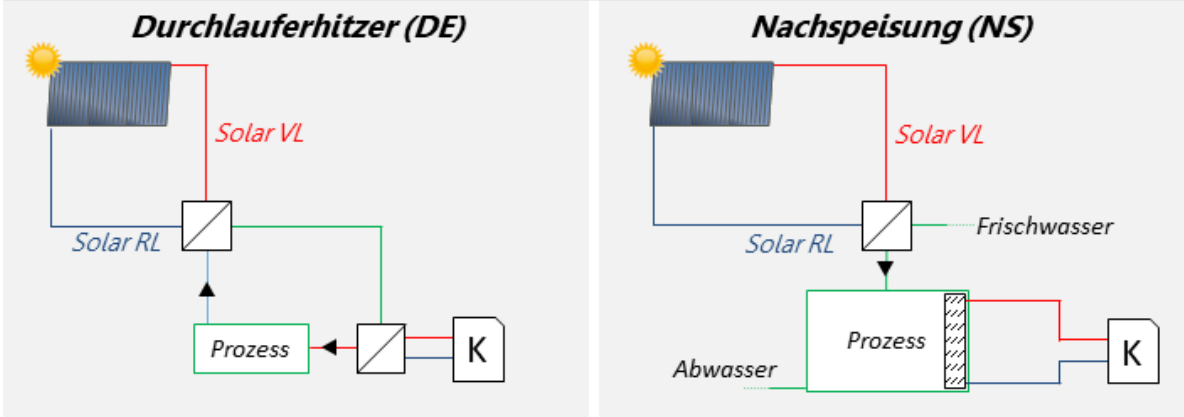 Durchlauferhitzer (DE)
Solar VL
Solar RL
Prozess
K
Nachspeisung (NS)
Solar VL
Solar RL
Frischwasser
Prozess
K
Abwasser